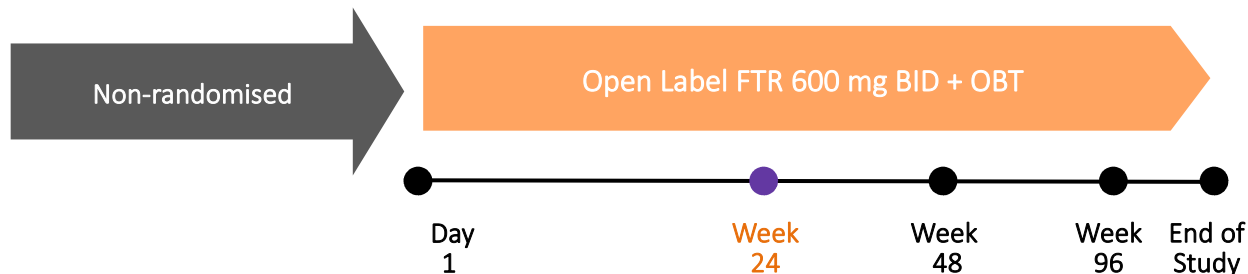 Non-randomised
Open Label FTR 600 mg BID + OBT
Day
1
Week
24
Week
48
Week
96
End of
Study